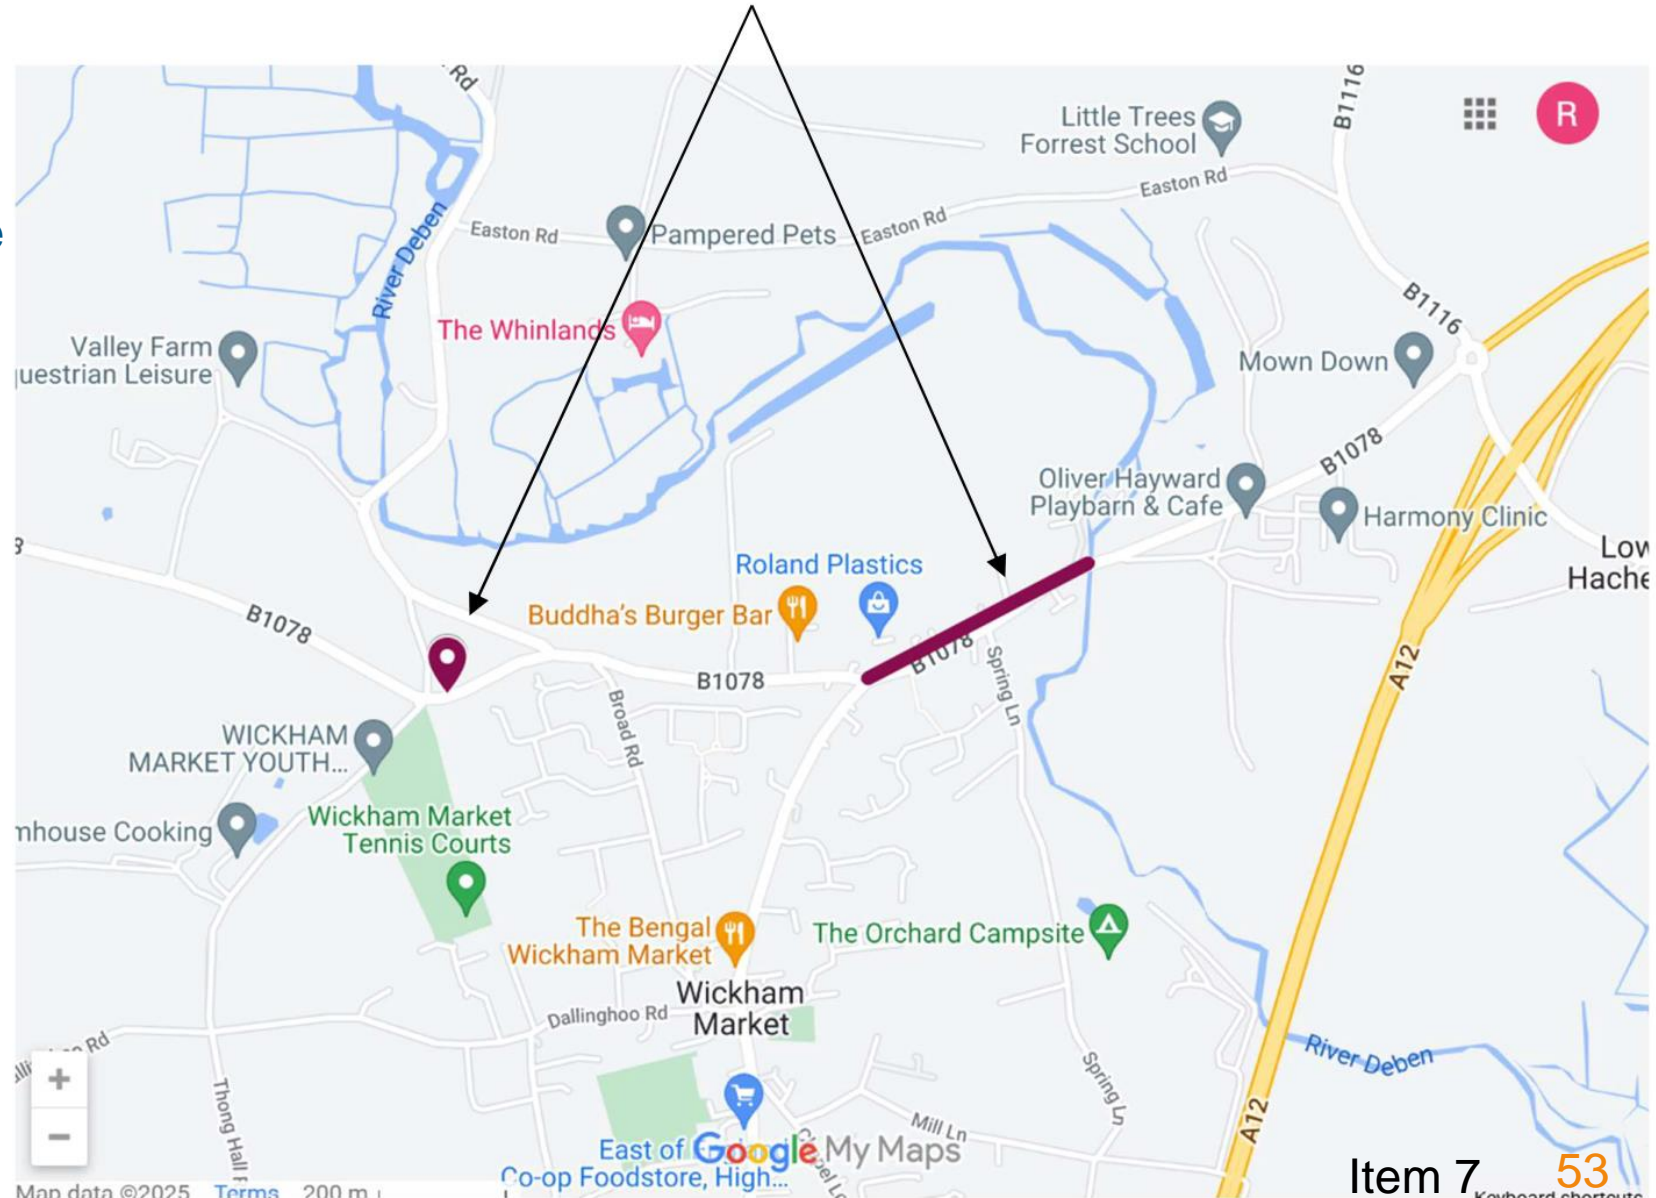 Rd
B1116
Little Trees
Forrest School
R
Easton Rd
River Deben
Easton Rd
Pampered Pets
Easton Rd
e
B1116
The Whinlands
Valley Farm
uestrian Leisure
Mown Down
B1078
Oliver Hayward
Playbarn & Cafe
Harmony Clinic
Low
Hache
Roland Plastics
Buddha's Burger Bar
B1078
B1078
Spring Ln
B1078
A12
Broad Rd
WICKHAM
MARKET YOUTH...
Wickham Market
Tennis Courts
mhouse Cooking
The Bengal
Wickham Market
The Orchard Campsite
Wickham
Market
Dallinghoo Rd
Rd
River Deben
Spring Ln
+
−
Thong Hall R
A12
Mill Ln
East of
Google My Maps
Co-op Foodstore, High...
Item 7 53
Map data ©2025 Terms 200 m
Keyboard shortcuts